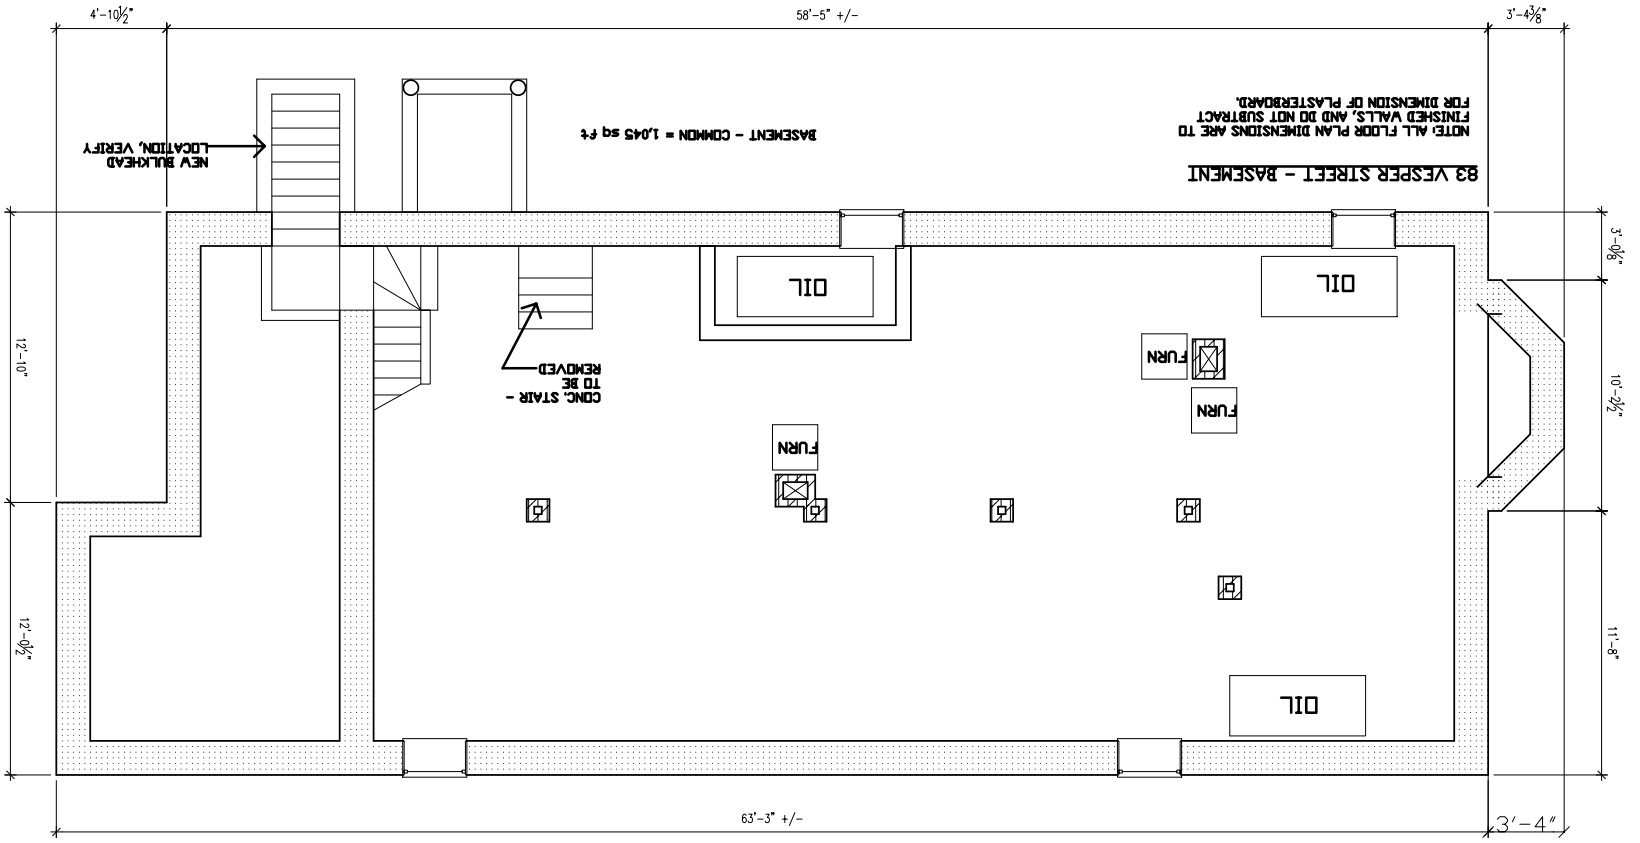 4'-10½"
58'-5" +/-
3'-4⅜"
NOTE: ALL FLOOR PLAN DIMENSIONS ARE TO
FINISHED WALLS, AND DO NOT SUBTRACT
FOR DIMENSION OF PLASTERBOARD.
83 VESPER STREET - BASEMENT
BASEMENT - COMMON = 1,045 sq ft
NEW BULKHEAD
LOCATION, VERIFY
3'-0⅛"
OIL
OIL
12'-10"
FURN
CONC. STAIR -
TO BE
REMOVED
FURN
10'-2½"
FURN
12'-0½"
11'-8"
OIL
63'-3" +/-
3'-4"